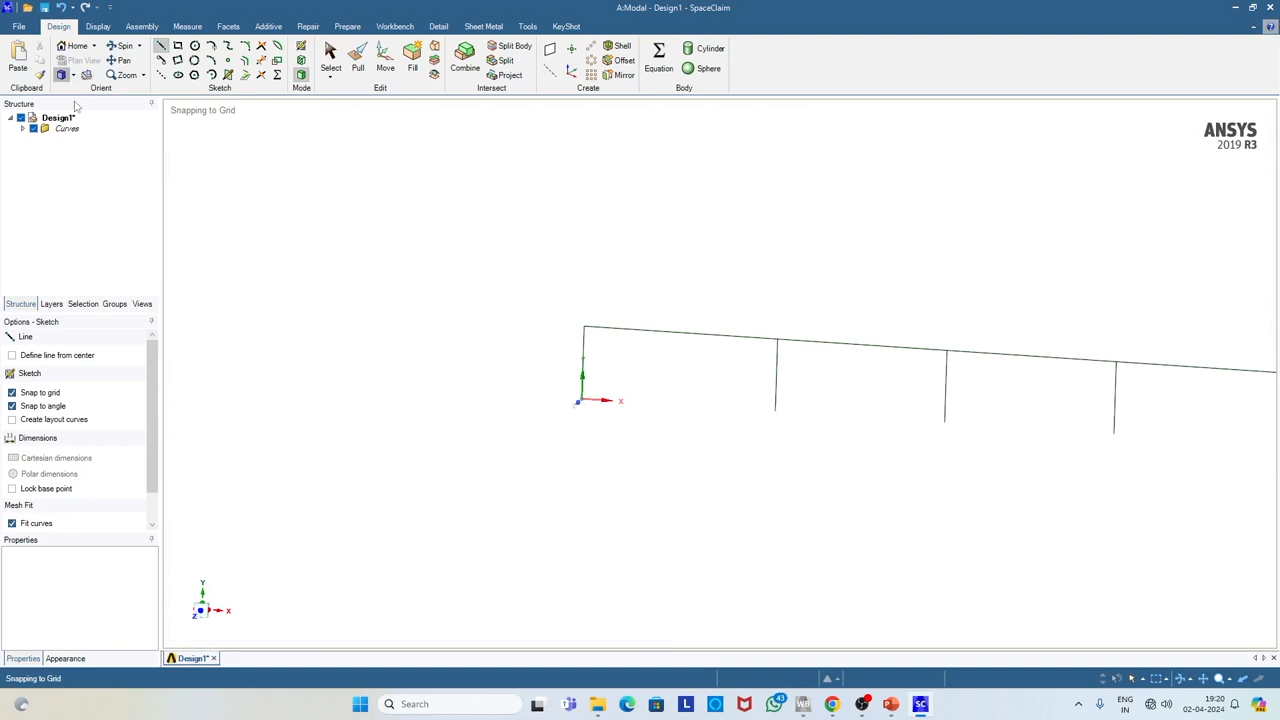 A:Modal - Design1 - SpaceClaim
File Design Display Assembly Measure Facets Additive Repair Prepare Workbench Detail Sheet Metal Tools KeyShot
Paste Home Spin Select Pull Move Fill Combine Split Body Shell Equation Cylinder
Plan View Pan Split Offset Sphere
Zoom Project Mirror
Clipboard Orient Sketch Mode Edit Intersect Create Body
Structure
Design1*
Curves
Snapping to Grid
ANSYS
2019 R3
Structure Layers Selection Groups Views
Options - Sketch
Line
Define line from center
Sketch
Snap to grid
Snap to angle
Create layout curves
Dimensions
Cartesian dimensions
Polar dimensions
Lock base point
Mesh Fit
Fit curves
Properties
X
Y
X
Z
Properties Appearance
Design1*
Snapping to Grid
Search
43
ENG
IN
19:20
02-04-2024